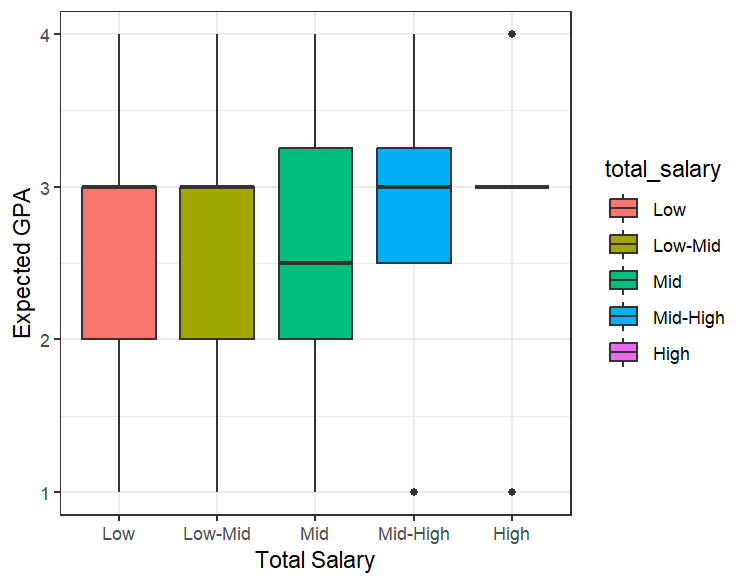 4
3
2
1
Expected GPA
Low Low-Mid Mid Mid-High High
Total Salary
total_salary
Low
Low-Mid
Mid
Mid-High
High